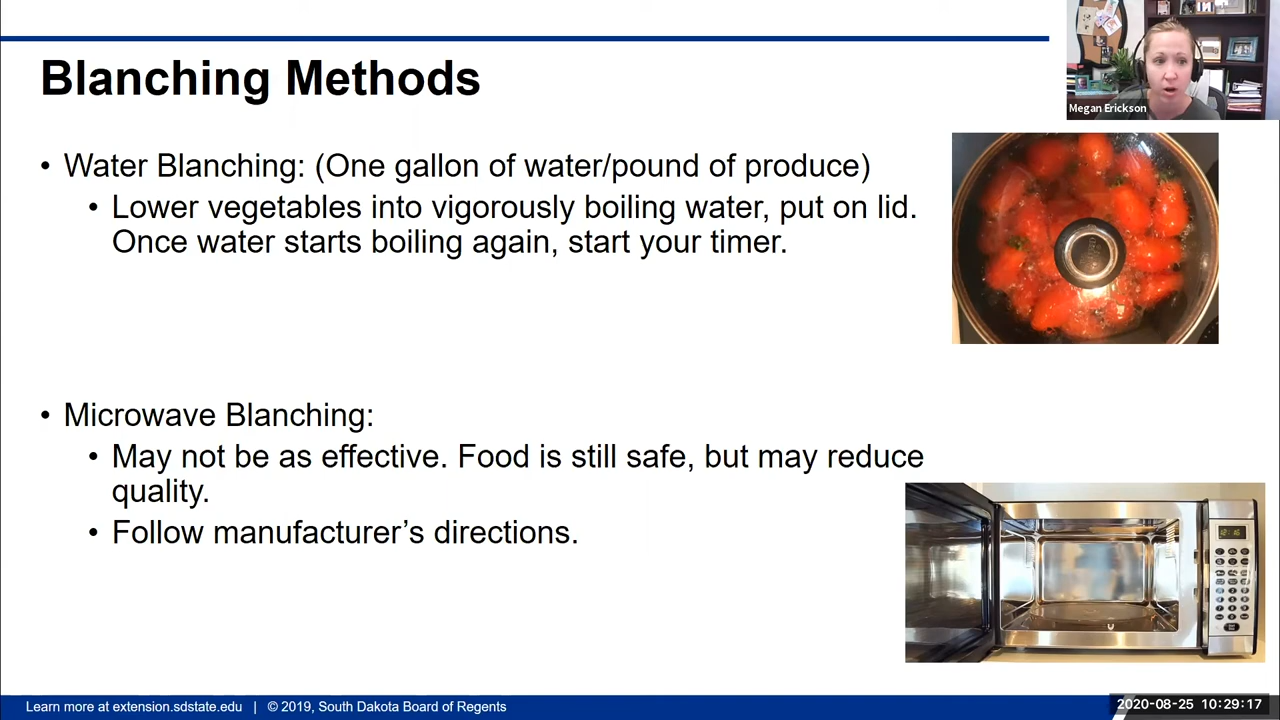 Megan Erickson
Blanching Methods
• Water Blanching: (One gallon of water/pound of produce)
• Lower vegetables into vigorously boiling water, put on lid.
Once water starts boiling again, start your timer.
• Microwave Blanching:
• May not be as effective. Food is still safe, but may reduce
quality.
• Follow manufacturer’s directions.
Learn more at extension.sdstate.edu | © 2019, South Dakota Board of Regents
2020-08-25 10:29:17